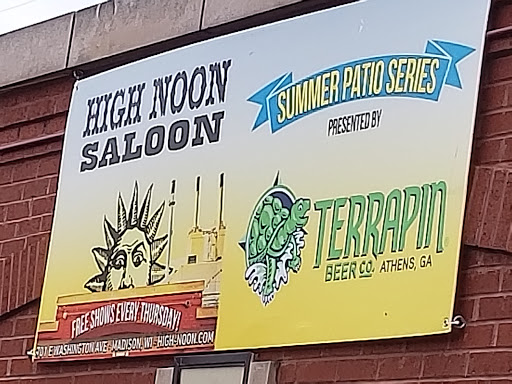 HIGH NOON
SALOON
SUMMER PATIO SERIES
PRESENTED BY
TERRAPIN
BEER CO. ATHENS, GA
FREE SHOWS EVERY THURSDAY!
701 E WASHINGTON AVE · MADISON, WI · HIGH-NOON.COM